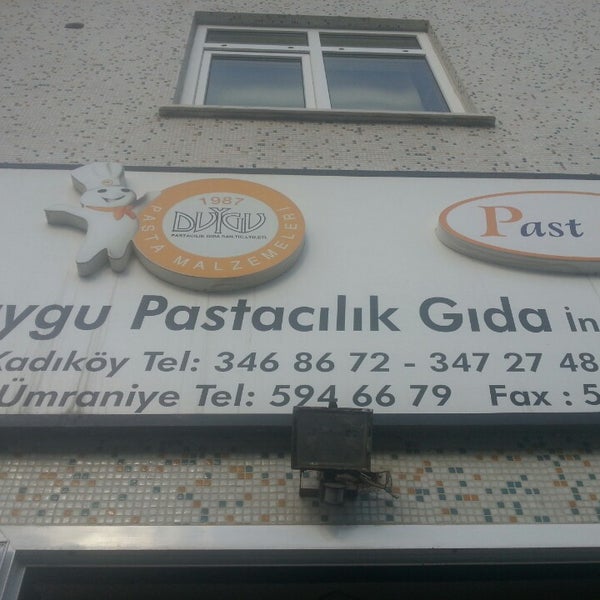 1987
DUYGU
PASTACILIK GIDA SAN.TİC.LTD.ŞTİ.
PASTA MALZEMELERİ
Past
ygu Pastacılık Gıda İn
Kadıköy Tel: 346 86 72 - 347 27 48
Ümraniye Tel: 594 66 79 Fax : 5